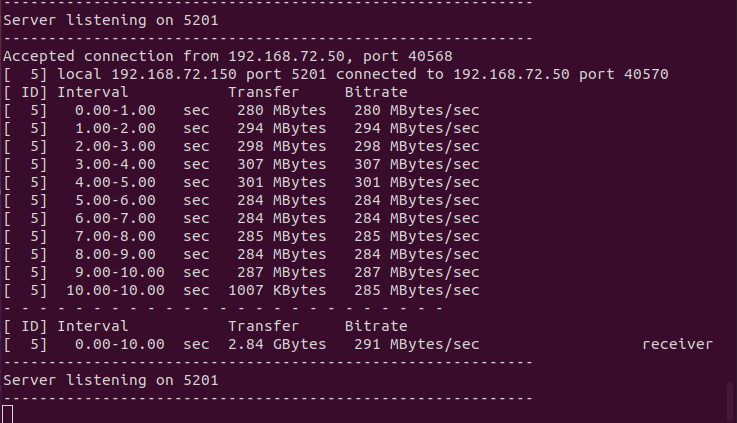 -----------------------------------------------------------
Server listening on 5201
-----------------------------------------------------------
Accepted connection from 192.168.72.50, port 40568
[  5] local 192.168.72.150 port 5201 connected to 192.168.72.50 port 40570
[ ID] Interval           Transfer     Bitrate
[  5]   0.00-1.00   sec   280 MBytes   280 MBytes/sec
[  5]   1.00-2.00   sec   294 MBytes   294 MBytes/sec
[  5]   2.00-3.00   sec   298 MBytes   298 MBytes/sec
[  5]   3.00-4.00   sec   307 MBytes   307 MBytes/sec
[  5]   4.00-5.00   sec   301 MBytes   301 MBytes/sec
[  5]   5.00-6.00   sec   284 MBytes   284 MBytes/sec
[  5]   6.00-7.00   sec   284 MBytes   284 MBytes/sec
[  5]   7.00-8.00   sec   285 MBytes   285 MBytes/sec
[  5]   8.00-9.00   sec   284 MBytes   284 MBytes/sec
[  5]   9.00-10.00  sec   287 MBytes   287 MBytes/sec
[  5]  10.00-10.00  sec  1007 KBytes   285 MBytes/sec
- - - - - - - - - - - - - - - - - - - - - - - - -
[ ID] Interval           Transfer     Bitrate
[  5]   0.00-10.00  sec  2.84 GBytes   291 MBytes/sec                  receiver
-----------------------------------------------------------
Server listening on 5201
-----------------------------------------------------------